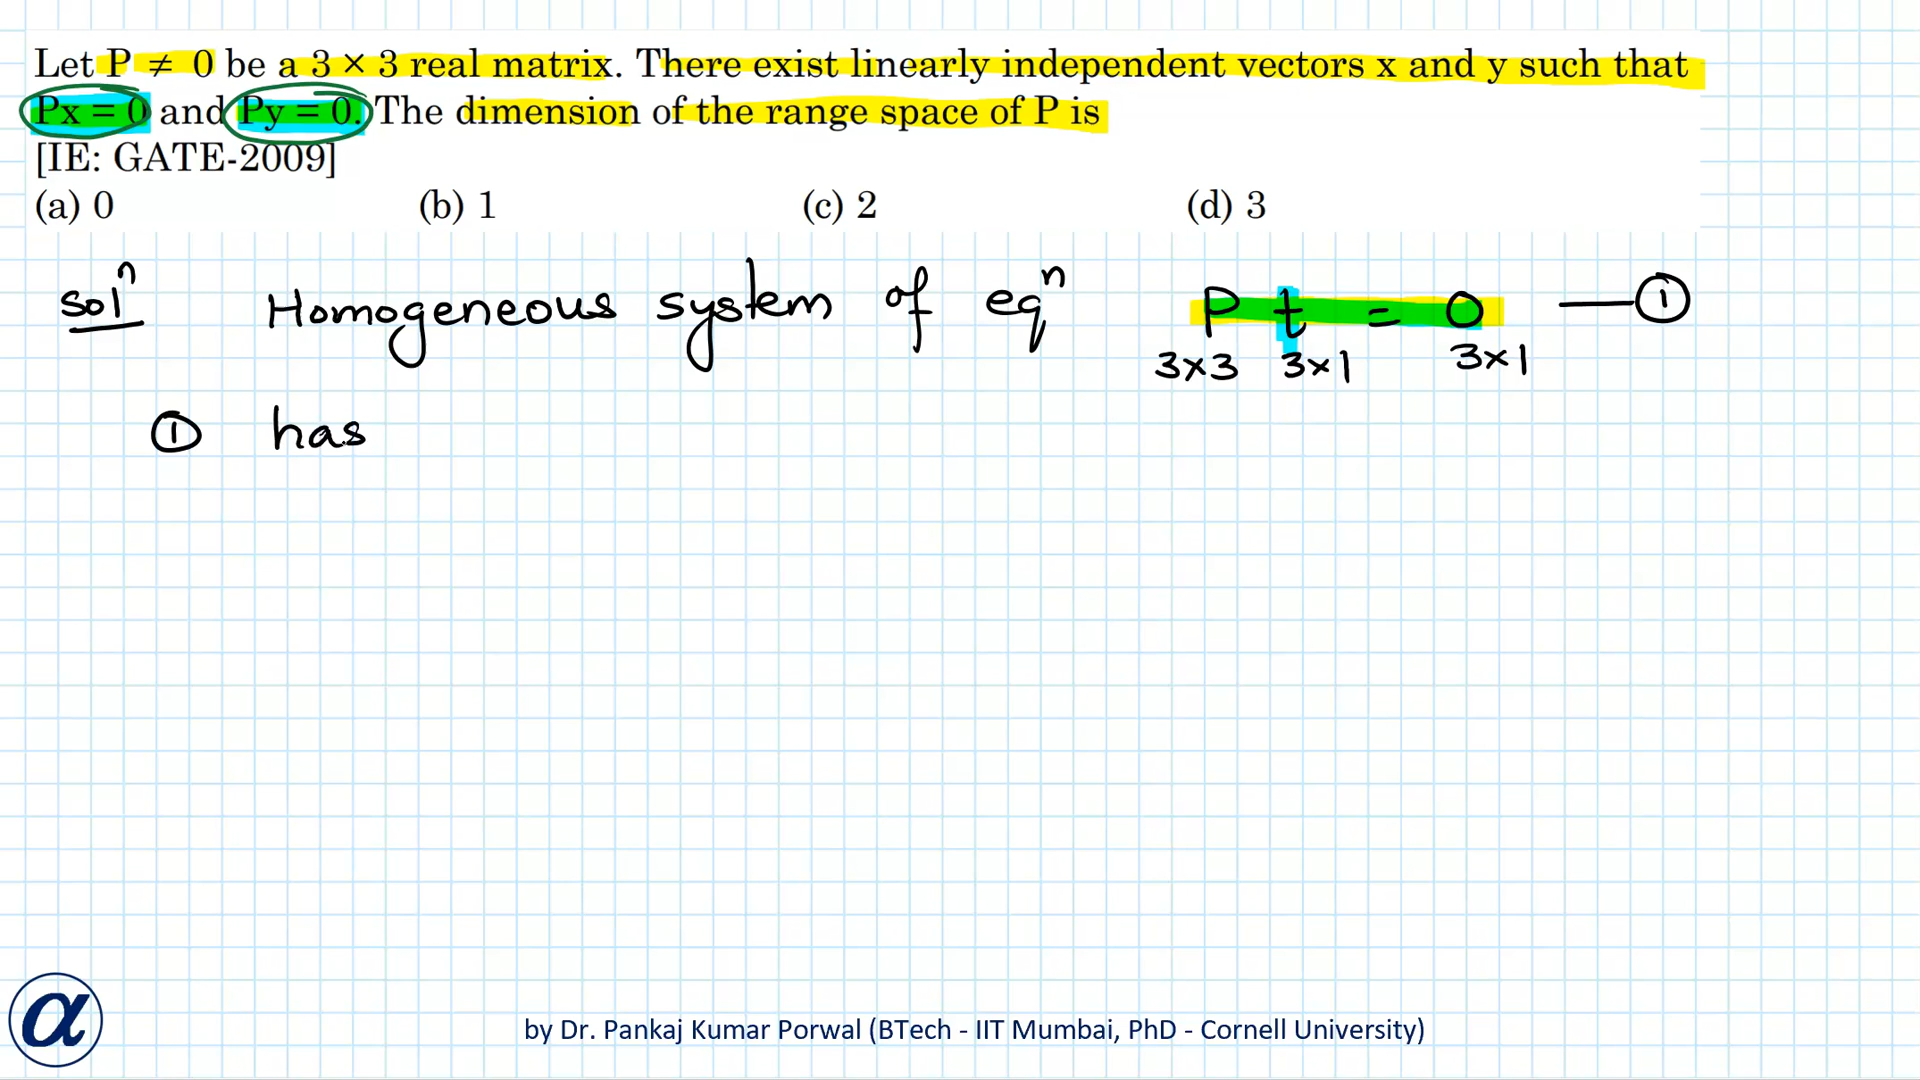 Let P ≠ 0 be a 3 × 3 real matrix. There exist linearly independent vectors x and y such that
Px = 0 and Py = 0. The dimension of the range space of P is
[IE: GATE-2009]
(a) 0 (b) 1 (c) 2 (d) 3
solⁿ Homogeneous system of eqⁿ P t = 0 — ①
3×3 3×1 3×1
① has
α
by Dr. Pankaj Kumar Porwal (BTech - IIT Mumbai, PhD - Cornell University)